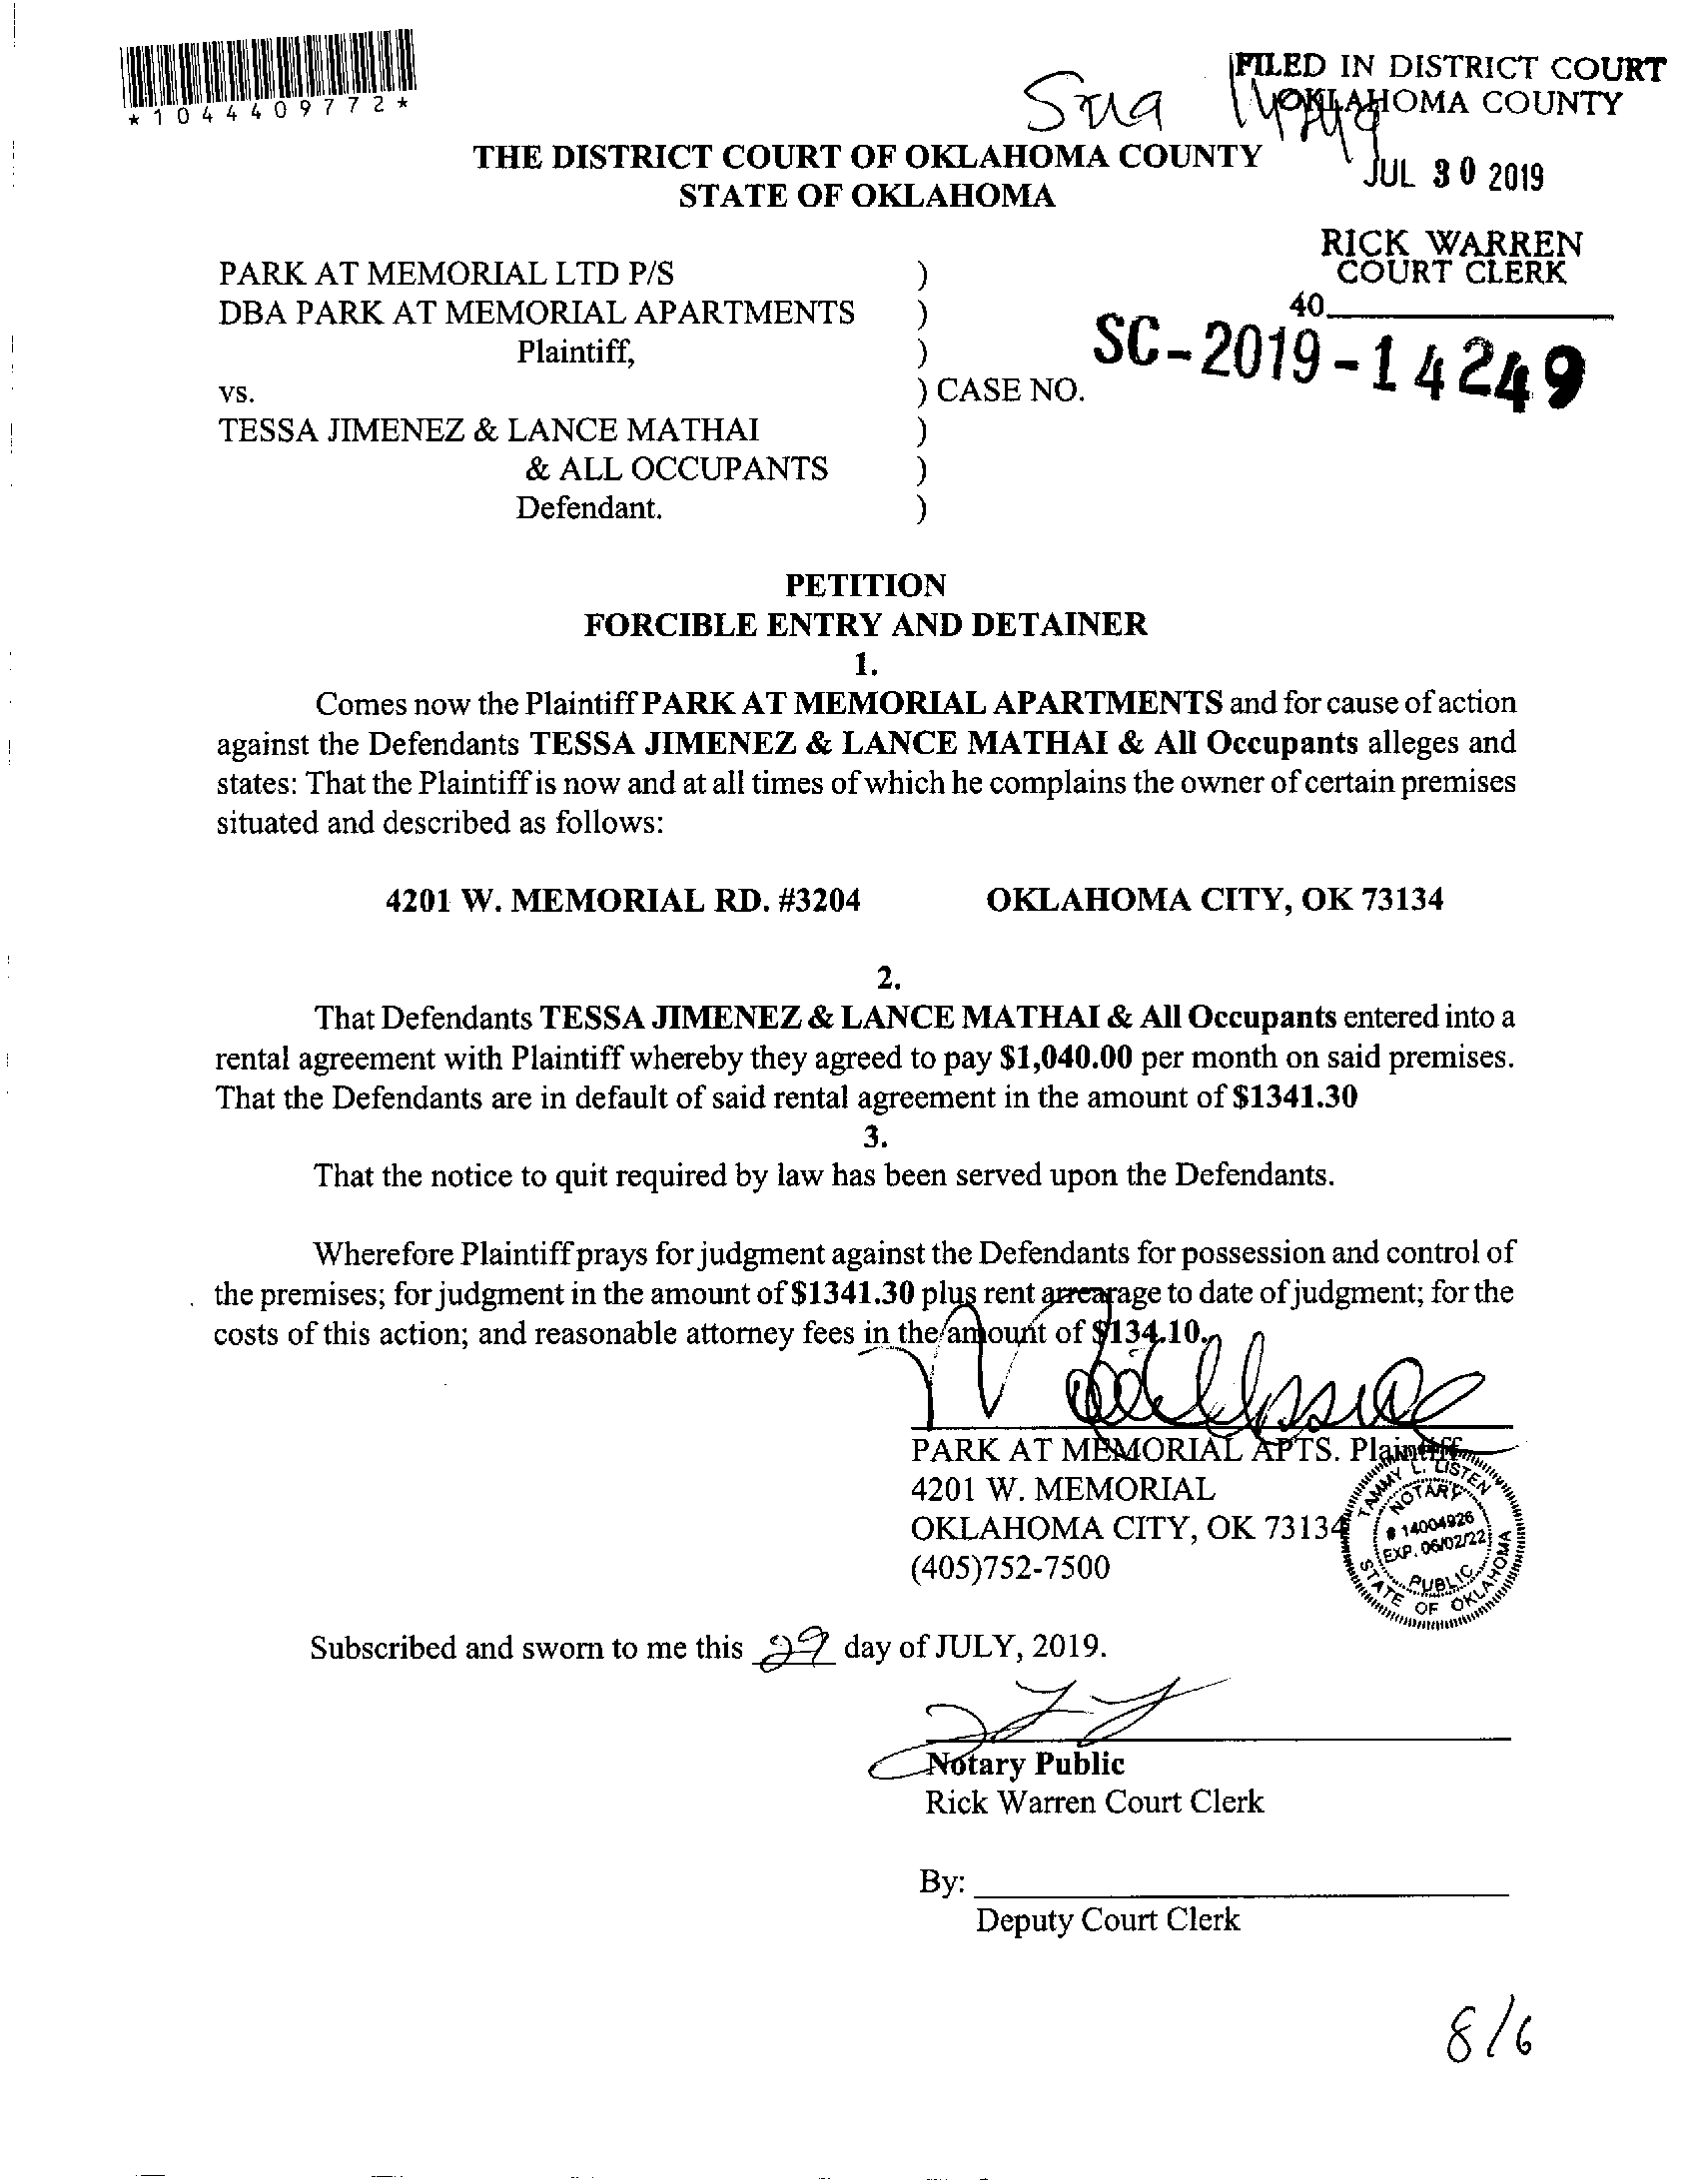 *1044409772*
FILED IN DISTRICT COURT
OKLAHOMA COUNTY
JUL 30 2019
RICK WARREN
COURT CLERK
40
THE DISTRICT COURT OF OKLAHOMA COUNTY
STATE OF OKLAHOMA
PARK AT MEMORIAL LTD P/S )
DBA PARK AT MEMORIAL APARTMENTS )
Plaintiff, )
vs. ) CASE NO. SC-2019-14249
TESSA JIMENEZ & LANCE MATHAI )
& ALL OCCUPANTS )
Defendant. )
PETITION
FORCIBLE ENTRY AND DETAINER
1.
Comes now the Plaintiff PARK AT MEMORIAL APARTMENTS and for cause of action
against the Defendants TESSA JIMENEZ & LANCE MATHAI & All Occupants alleges and
states: That the Plaintiff is now and at all times of which he complains the owner of certain premises
situated and described as follows:
4201 W. MEMORIAL RD. #3204 OKLAHOMA CITY, OK 73134
2.
That Defendants TESSA JIMENEZ & LANCE MATHAI & All Occupants entered into a
rental agreement with Plaintiff whereby they agreed to pay $1,040.00 per month on said premises.
That the Defendants are in default of said rental agreement in the amount of $1341.30
3.
That the notice to quit required by law has been served upon the Defendants.
Wherefore Plaintiff prays for judgment against the Defendants for possession and control of
the premises; for judgment in the amount of $1341.30 plus rent arrearage to date of judgment; for the
costs of this action; and reasonable attorney fees in the amount of $134.10.
PARK AT MEMORIAL APTS. Plaintiff
4201 W. MEMORIAL
OKLAHOMA CITY, OK 73134
(405)752-7500
TAMMY L. LISTEN
NOTARY
# 14004926
EXP. 06/02/22
PUBLIC
STATE OF OKLAHOMA
Subscribed and sworn to me this 29 day of JULY, 2019.
Notary Public
Rick Warren Court Clerk
By:
Deputy Court Clerk
8/6